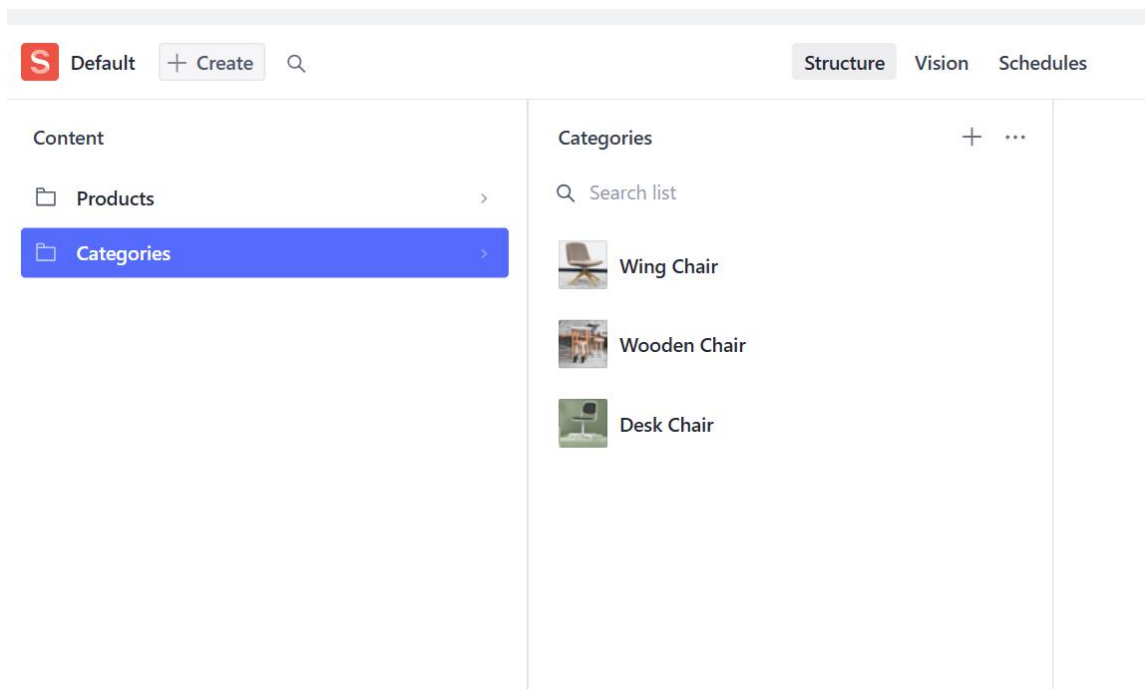 S Default + Create Structure Vision Schedules
Content
Products
Categories
Categories
Search list
Wing Chair
Wooden Chair
Desk Chair